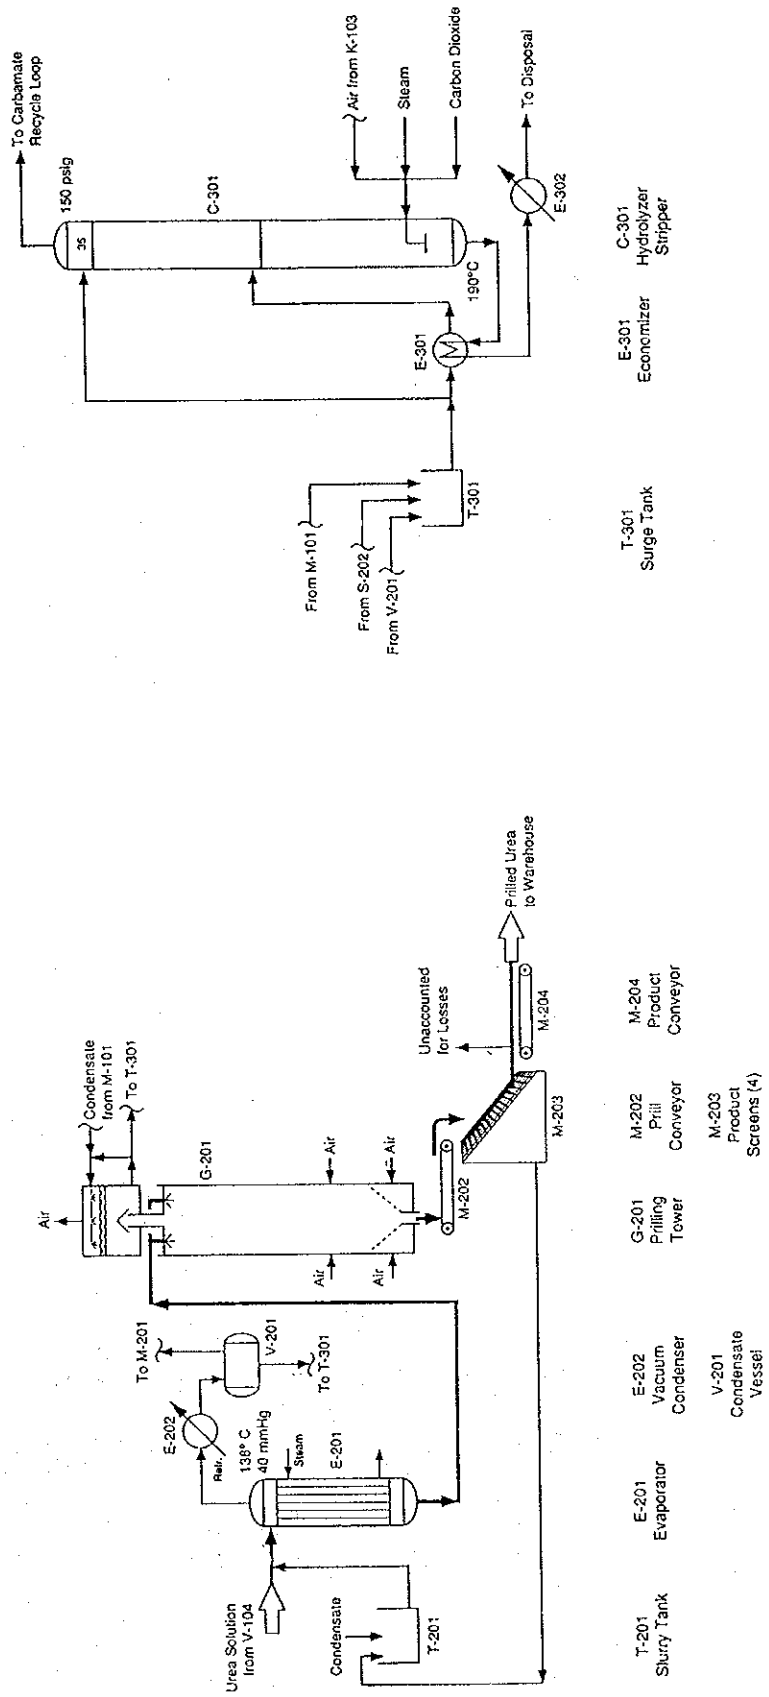 To Carbamate
Recycle Loop
150 psig
35
C-301
Air from K-103
Steam
Carbon Dioxide
190°C
E-301
E-302
To Disposal
From M-101
From S-202
From V-201
T-301
T-301
Surge Tank
E-301
Economizer
C-301
Hydrolyzer
Stripper
Urea Solution
from V-104
Condensate
T-201
E-202
Refr.
138° C
40 mmHg
Steam
E-201
To M-201
V-201
To T-301
Air
Condensate
from M-101
To T-301
G-201
Air
Air
Air
Air
M-202
Unaccounted
for Losses
M-203
M-204
Prilled Urea
to Warehouse
T-201
Slurry Tank
E-201
Evaporator
E-202
Vacuum
Condenser
V-201
Condensate
Vessel
G-201
Prilling
Tower
M-202
Prill
Conveyor
M-203
Product
Screens (4)
M-204
Product
Conveyor